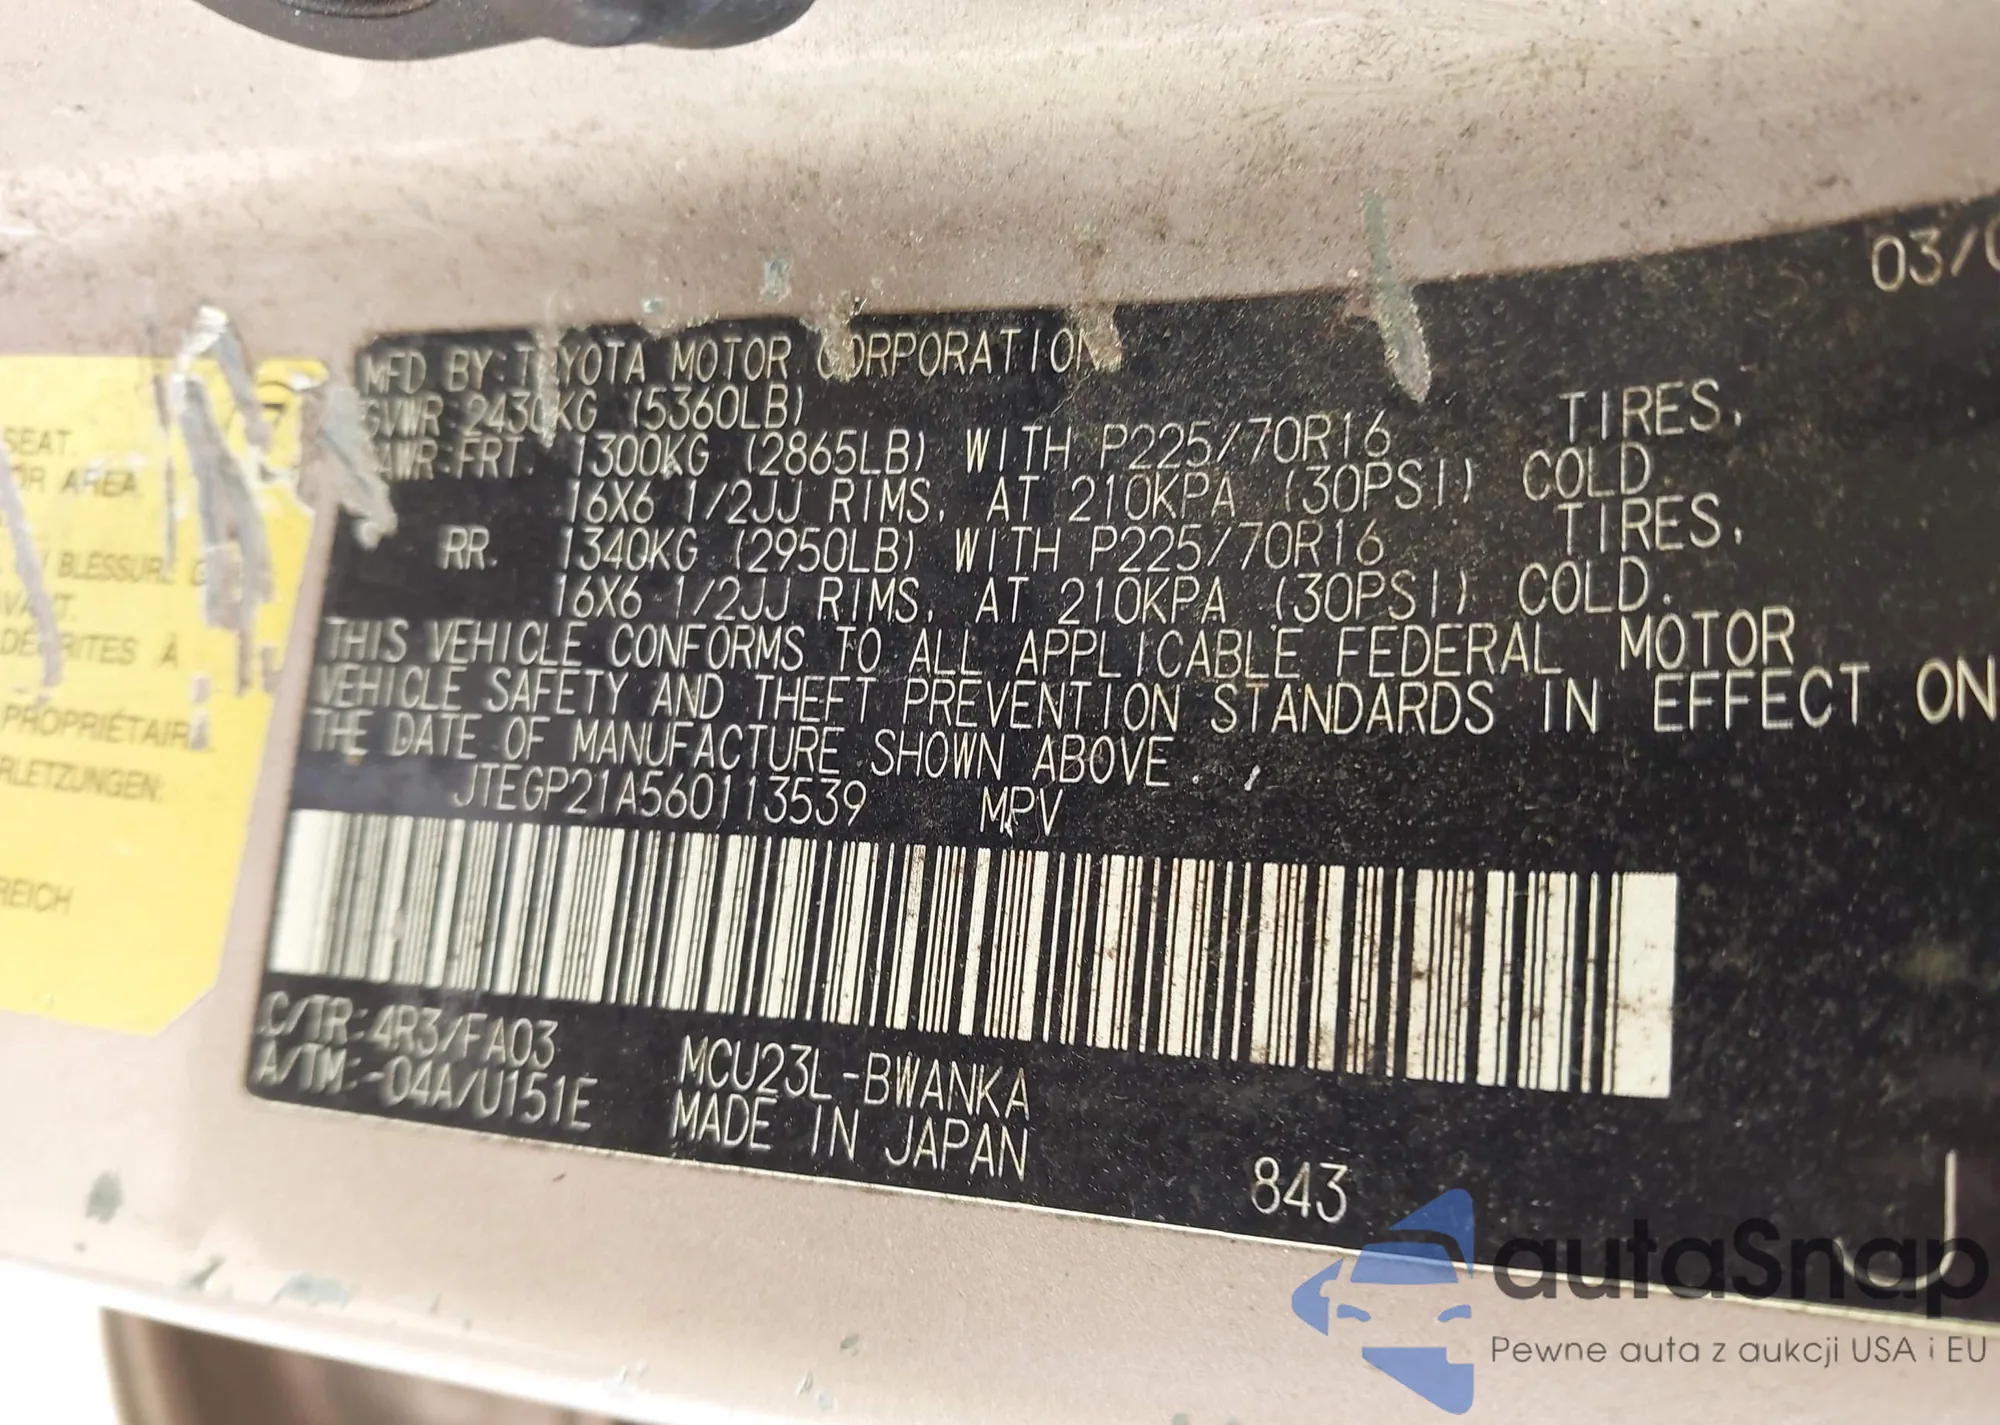 03/0
MFD BY: TOYOTA MOTOR CORPORATION
GVWR 2430KG (5360LB)
GAWR:FRT. 1300KG (2865LB) WITH P225/70R16 TIRES,
16X6 1/2JJ RIMS, AT 210KPA (30PSI) COLD.
RR. 1340KG (2950LB) WITH P225/70R16 TIRES,
16X6 1/2JJ RIMS, AT 210KPA (30PSI) COLD.
THIS VEHICLE CONFORMS TO ALL APPLICABLE FEDERAL MOTOR
VEHICLE SAFETY AND THEFT PREVENTION STANDARDS IN EFFECT ON
THE DATE OF MANUFACTURE SHOWN ABOVE.
JTEGP21A560113539 MPV
C/TR:4R3/FA03 MCU23L-BWANKA
A/TM:-04A/U151E MADE IN JAPAN
843
SEAT.
OR AREA
BLESSURE
AVANT.
DÉCRITES À
PROPRIÉTAIRE
RLETZUNGEN:
REICH
autaSnap
Pewne auta z aukcji USA i EU